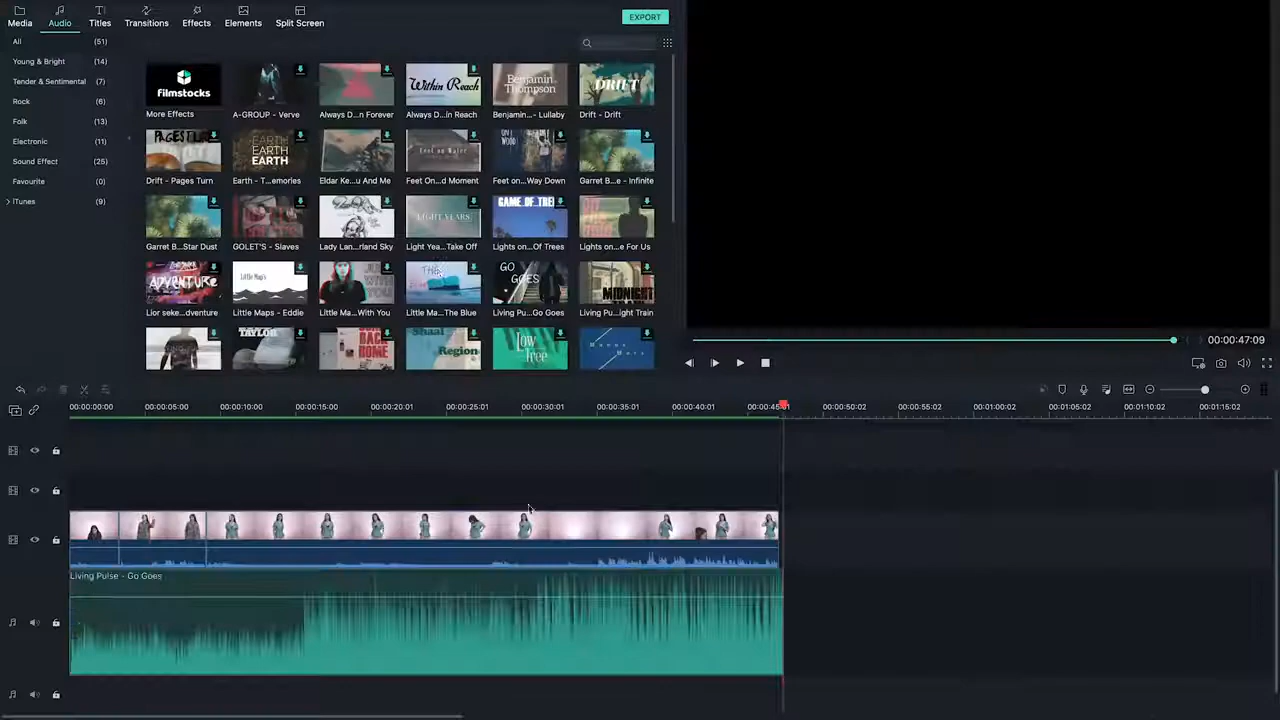 Media Audio Titles Transitions Effects Elements Split Screen EXPORT
All (51)
Young & Bright (14)
Tender & Sentimental (7)
Rock (6)
Folk (13)
Electronic (11)
Sound Effect (25)
Favourite (0)
iTunes (9)
filmstocks
Within Reach
Benjamin
Thompson
DRIFT
More Effects
A-GROUP - Verve
Always D...n Forever
Always D...in Reach
Benjamin...- Lullaby
Drift - Drift
EARTH
EARTH
EARTH
Feet on Water
Drift - Pages Turn
Earth - T...emories
Eldar Ke...u And Me
Feet On...d Moment
Feet on...Way Down
Garret B...e - Infinite
LIGHT YEARS
GAME OF TREES
Garret B...Star Dust
GOLET'S - Slaves
Lady Lan...rland Sky
Light Yea...Take Off
Lights on...Of Trees
Lights on...e For Us
ADVENTURE
Little Map's
THE
GO
GOES
MIDNIGHT
Lior seke...dventure
Little Maps - Eddie
Little Ma...With You
Little Ma...The Blue
Living Pu...Go Goes
Living Pu...ight Train
TAYLOR
BACK
HOME
Shaal
Region
Low
Tree
00:00:47:09
00:00:00:00 00:00:05:00 00:00:10:00 00:00:15:00 00:00:20:01 00:00:25:01 00:00:30:01 00:00:35:01 00:00:40:01 00:00:45:01 00:00:50:02 00:00:55:02 00:01:00:02 00:01:05:02 00:01:10:02 00:01:15:02
Living Pulse - Go Goes